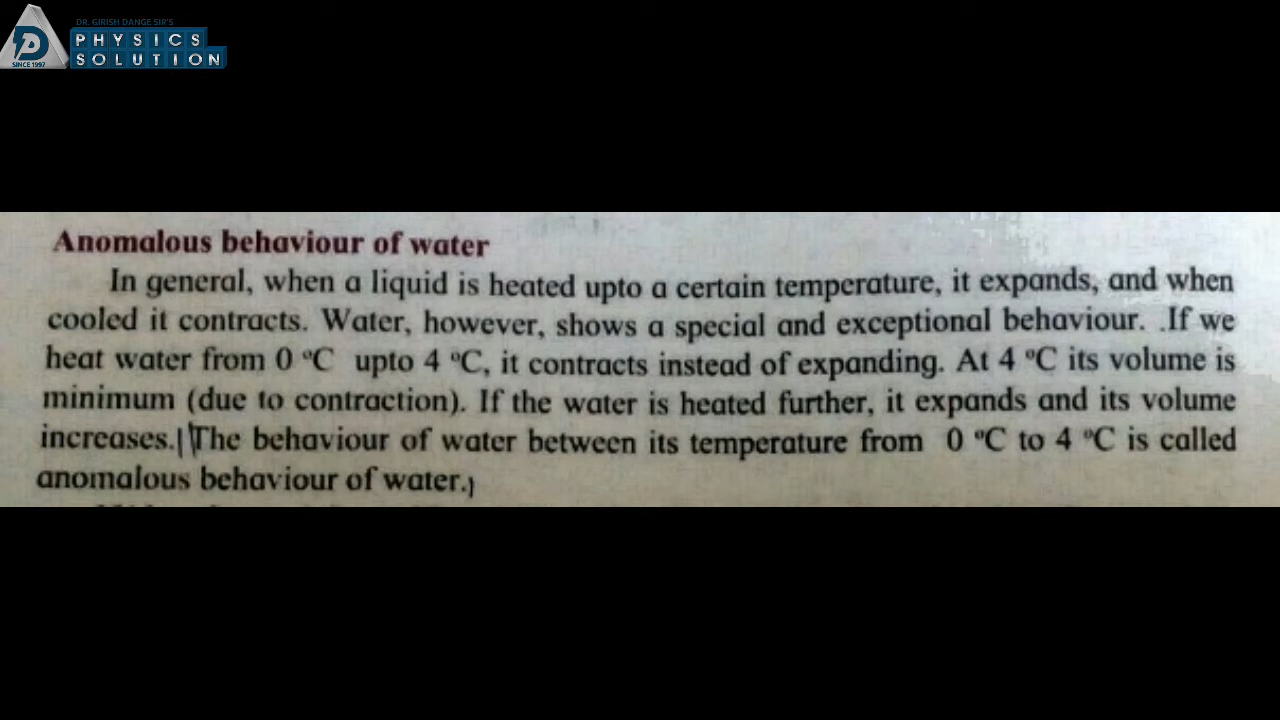 DR. GIRISH DANGE SIR'S
PHYSICS
SOLUTION
D
SINCE 1997
Anomalous behaviour of water
In general, when a liquid is heated upto a certain temperature, it expands, and when
cooled it contracts. Water, however, shows a special and exceptional behaviour. .If we
heat water from 0 °C upto 4 °C, it contracts instead of expanding. At 4 °C its volume is
minimum (due to contraction). If the water is heated further, it expands and its volume
increases. The behaviour of water between its temperature from 0 °C to 4 °C is called
anomalous behaviour of water.